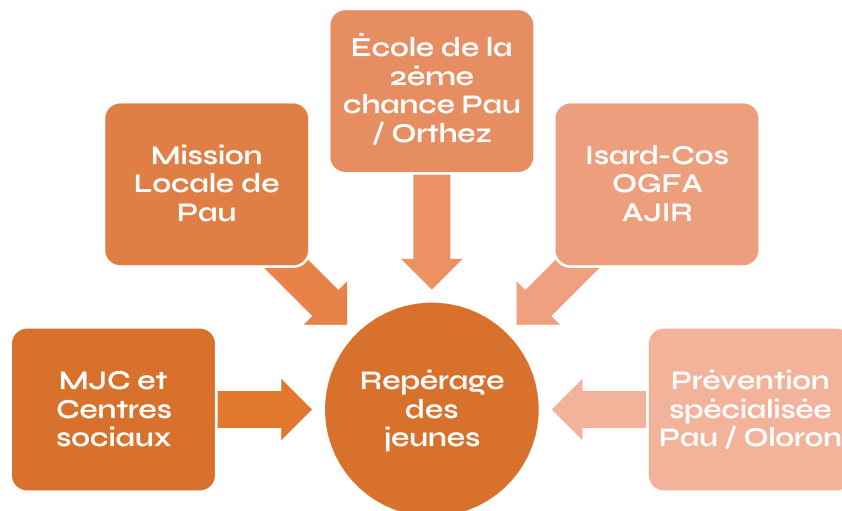 École de la
2ème
chance Pau
/ Orthez
Mission
Locale de
Pau
Isard-Cos
OGFA
AJIR
MJC et
Centres
sociaux
Repérage
des
jeunes
Prévention
spécialisée
Pau / Oloron